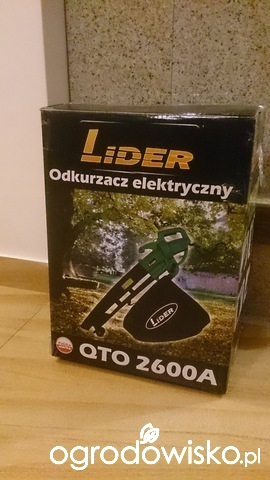 LiDER
Odkurzacz elektryczny
LiDER
QTO 2600A
ogrodowisko.pl